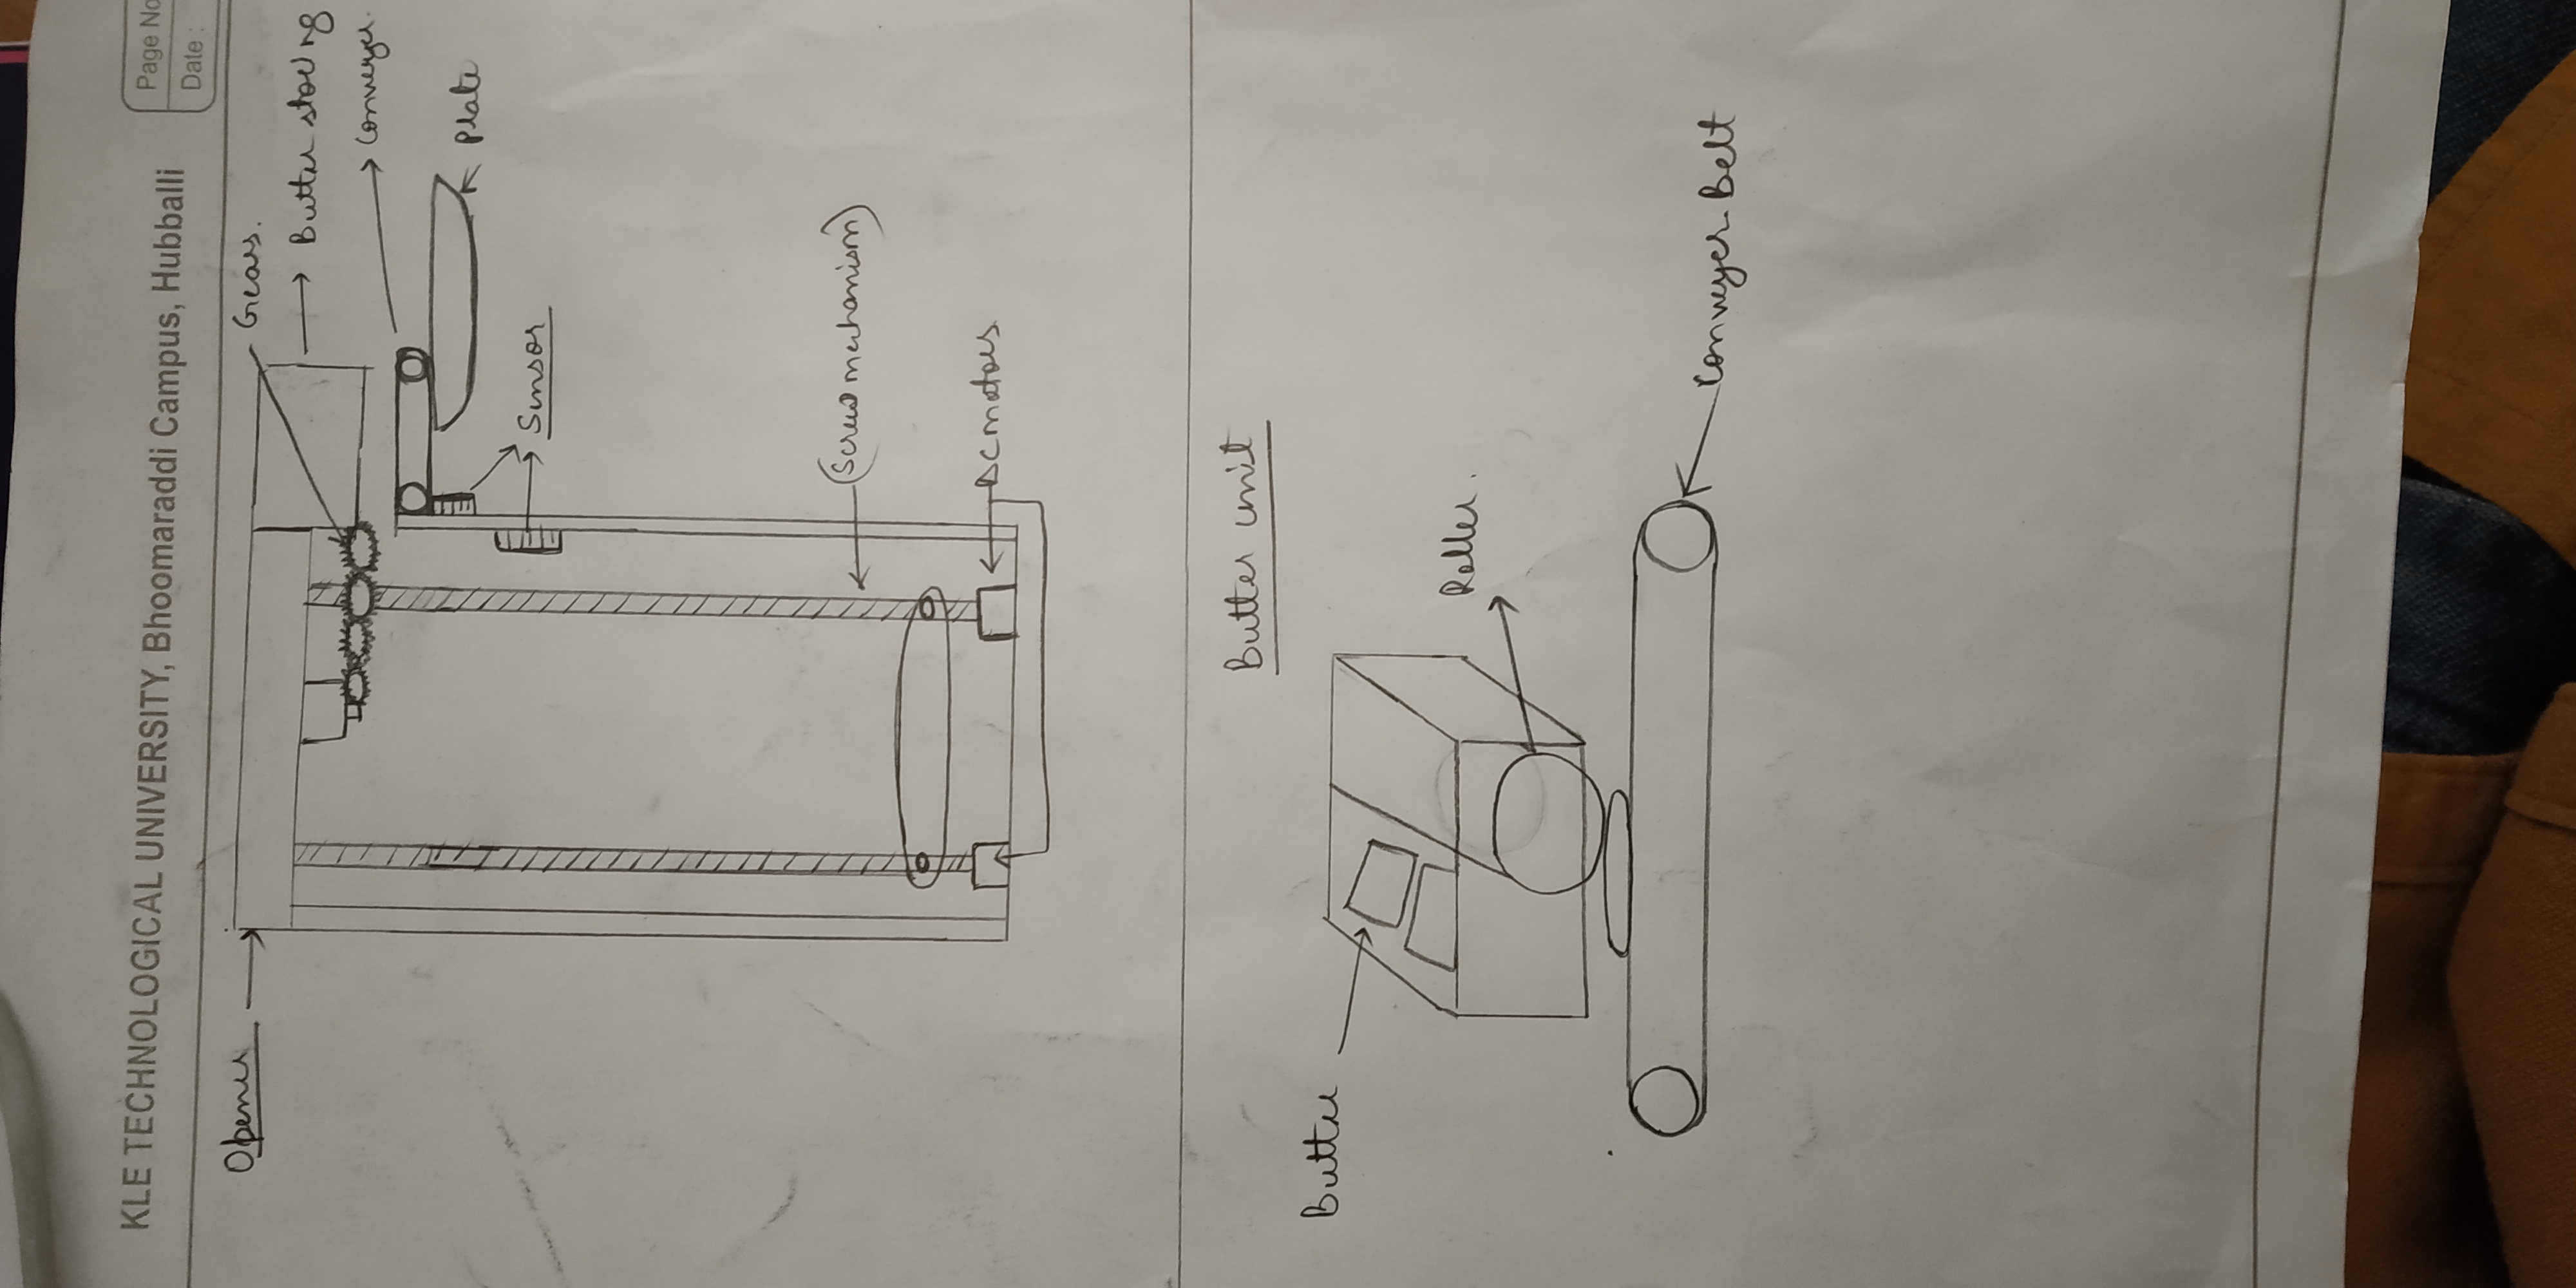 Page No
Date :
KLE TECHNOLOGICAL UNIVERSITY, Bhoomaraddi Campus, Hubballi
Gears.
Butter
Conveyer.
Plate
Opener
Sensor
(Screw mechanism)
DC motors
Butter unit
Roller.
Butter
Conveyer Belt